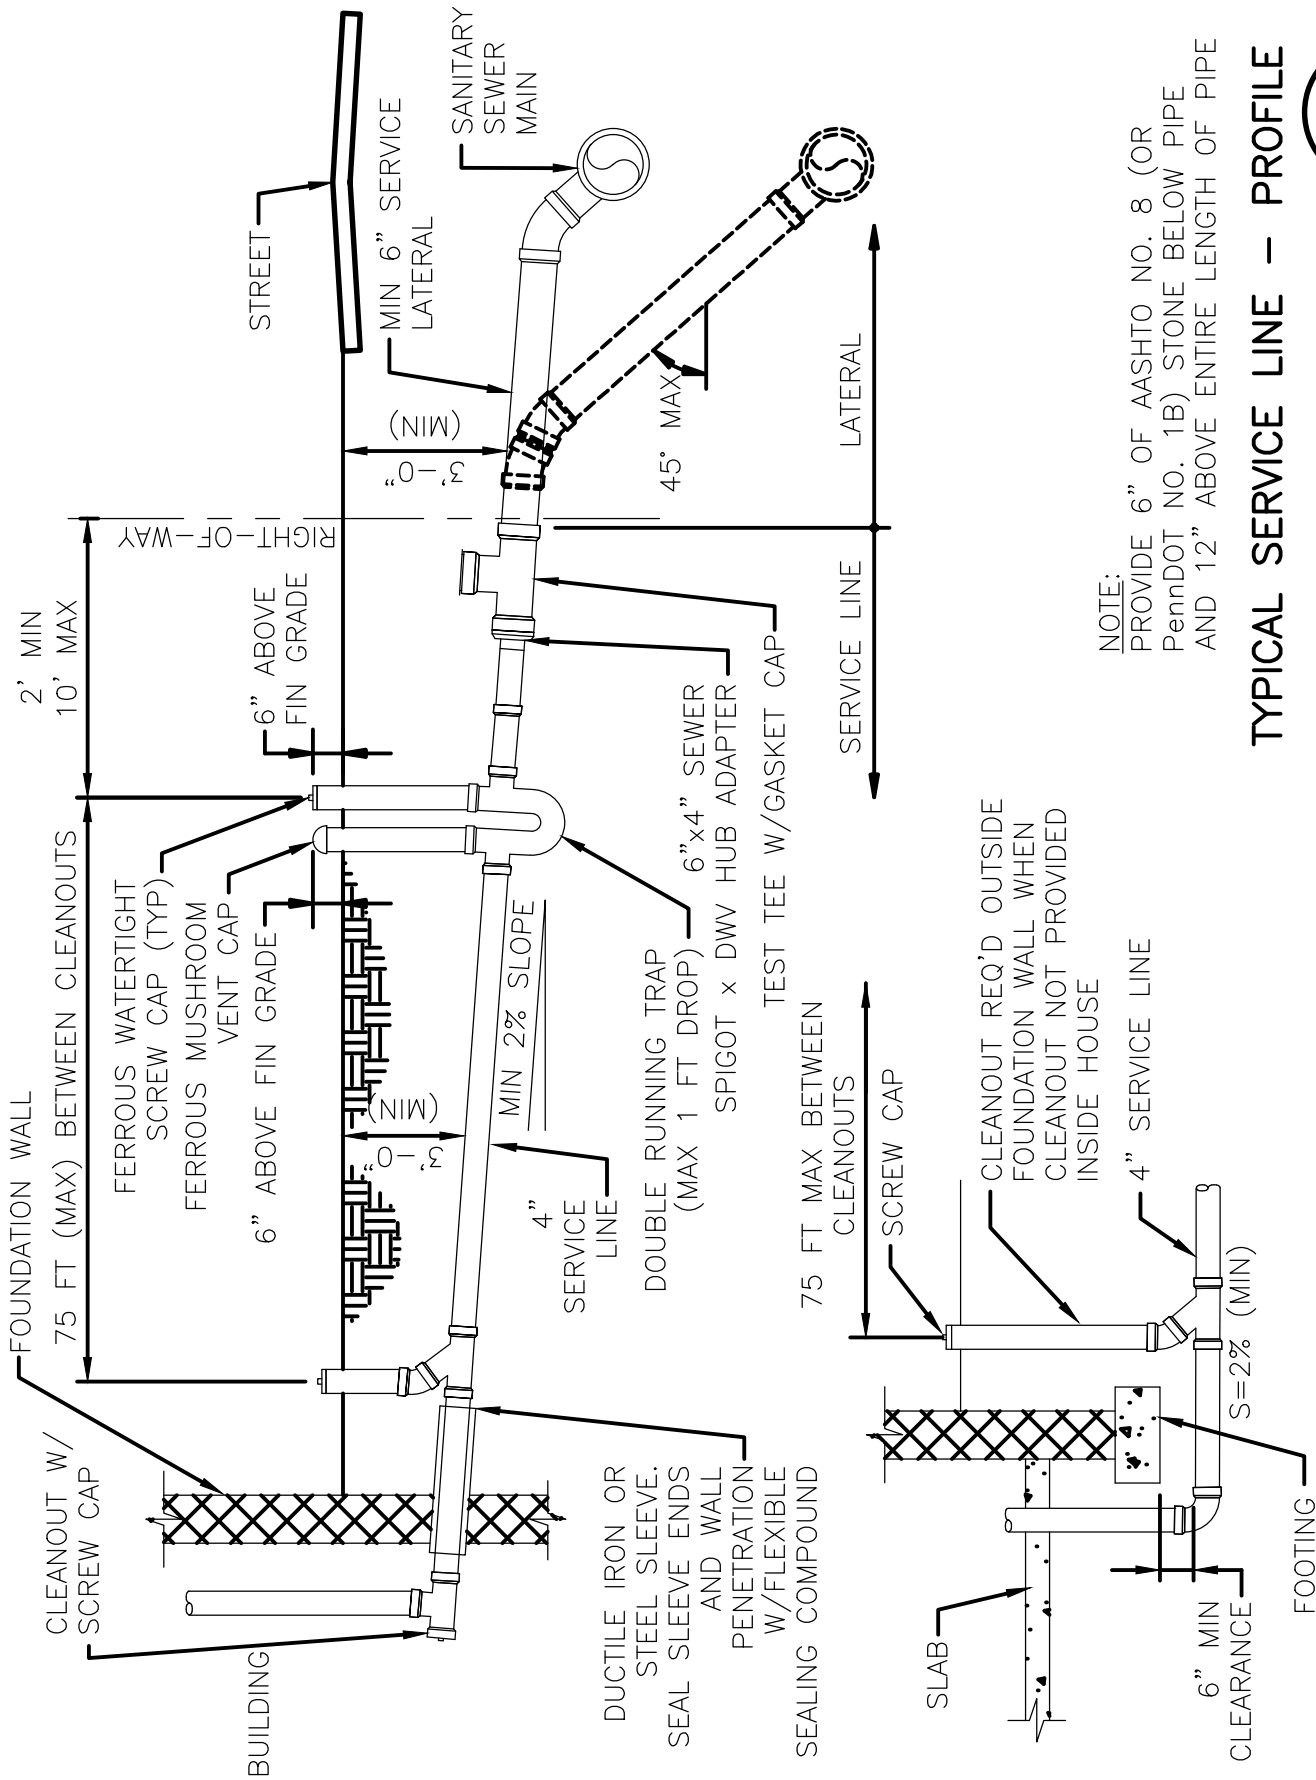 CLEANOUT W/
SCREW CAP
FOUNDATION WALL
75 FT (MAX) BETWEEN CLEANOUTS
2' MIN
10' MAX
BUILDING
FERROUS WATERTIGHT
SCREW CAP (TYP)
FERROUS MUSHROOM
VENT CAP
6" ABOVE FIN GRADE
6" ABOVE
FIN GRADE
RIGHT-OF-WAY
STREET
3'-0"
(MIN)
3'-0"
(MIN)
MIN 6" SERVICE
LATERAL
SANITARY
SEWER
MAIN
MIN 2% SLOPE
4"
SERVICE
LINE
DUCTILE IRON OR
STEEL SLEEVE.
SEAL SLEEVE ENDS
AND WALL
PENETRATION
W/FLEXIBLE
SEALING COMPOUND
DOUBLE RUNNING TRAP
(MAX 1 FT DROP)
6"x4" SEWER
SPIGOT x DWV HUB ADAPTER
TEST TEE W/GASKET CAP
45° MAX
SERVICE LINE
LATERAL
75 FT MAX BETWEEN
CLEANOUTS
SCREW CAP
CLEANOUT REQ'D OUTSIDE
FOUNDATION WALL WHEN
CLEANOUT NOT PROVIDED
INSIDE HOUSE
4" SERVICE LINE
SLAB
6" MIN
CLEARANCE
S=2% (MIN)
FOOTING
NOTE:
PROVIDE 6" OF AASHTO NO. 8 (OR
PennDOT NO. 1B) STONE BELOW PIPE
AND 12" ABOVE ENTIRE LENGTH OF PIPE
TYPICAL SERVICE LINE – PROFILE